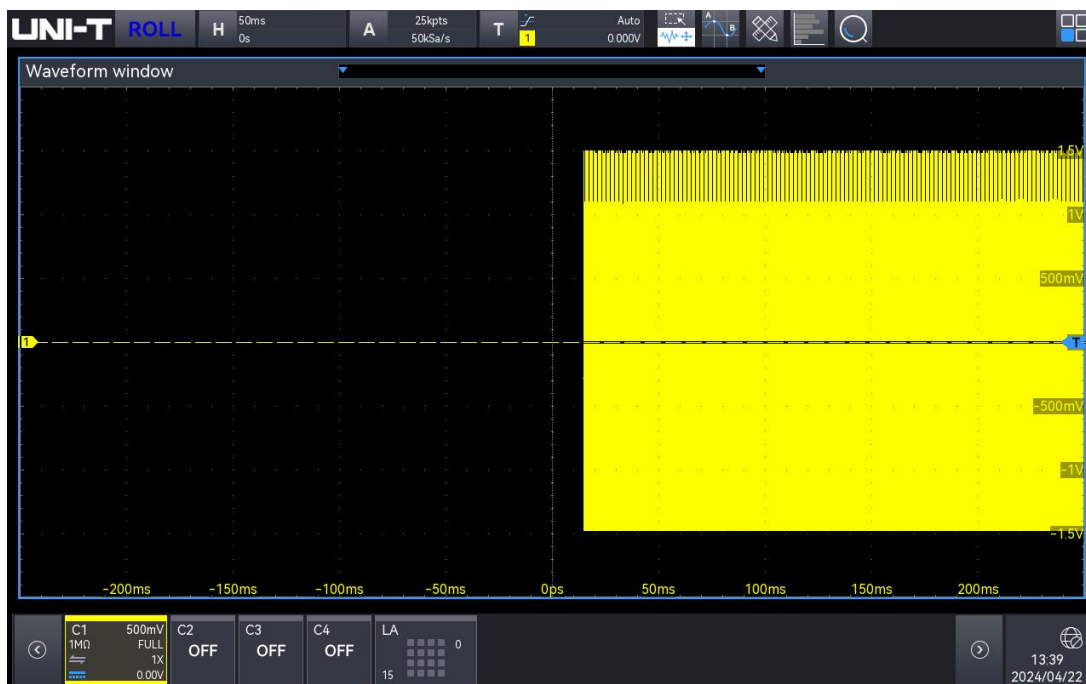 UNI-T ROLL H 50ms 0s A 25kpts 50kSa/s T 1 Auto 0.000V A B
Waveform window
1.5V
1V
500mV
1 T
-500mV
-1V
-1.5V
-200ms -150ms -100ms -50ms 0ps 50ms 100ms 150ms 200ms
C1 500mV C2 C3 C4 LA
1MΩ FULL OFF OFF OFF 0
1X
0.00V 15
13:39
2024/04/22